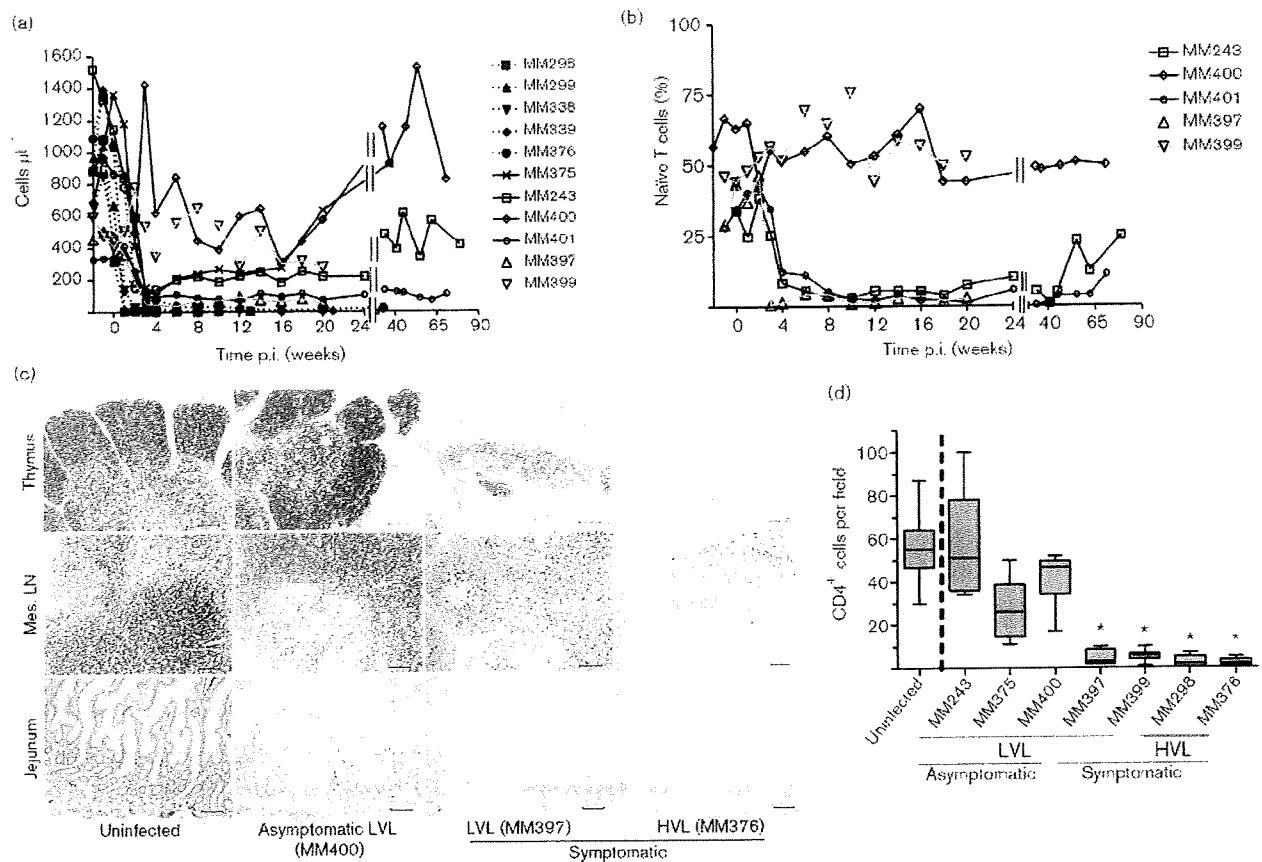 (a)
Cells µl⁻
1600
1400
1200
1000
800
600
400
200
0 4 8 12 16 20 24 40 65 90
Time p.i. (weeks)
MM298
MM299
MM338
MM339
MM376
MM375
MM243
MM400
MM401
MM397
MM399
(b)
Naïve T cells (%)
100
75
50
25
0 4 8 12 16 20 24 40 65 90
Time p.i. (weeks)
MM243
MM400
MM401
MM397
MM399
(c)
Thymus
Mes. LN
Jejunum
Uninfected
Asymptomatic LVL
(MM400)
LVL (MM397)
HVL (MM376)
Symptomatic
(d)
CD4⁺ cells per field
100
80
60
40
20
Uninfected
MM243
MM375
MM400
MM397
MM399
MM298
MM376
* * * *
LVL HVL
Asymptomatic Symptomatic